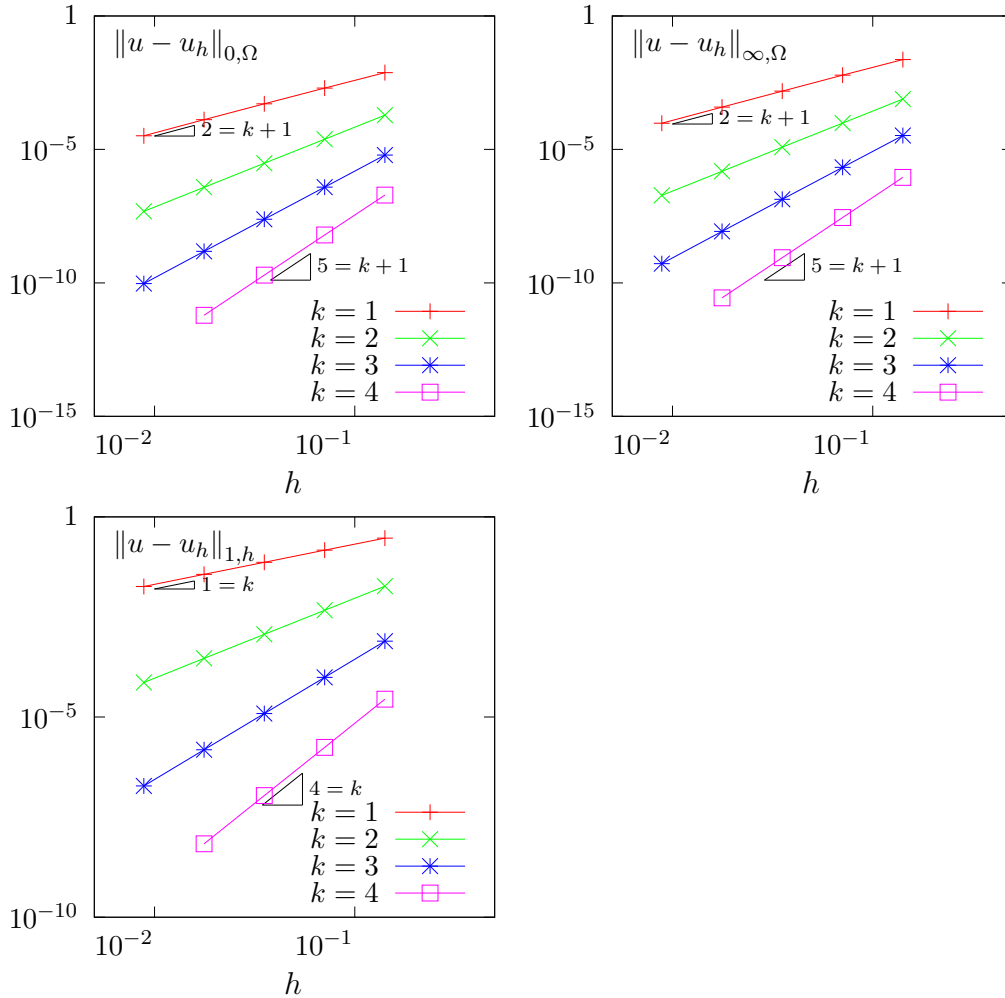 1
‖u − u_h‖_{0,Ω}
2 = k + 1
10^{−5}
10^{−10}
5 = k + 1
k = 1
k = 2
k = 3
k = 4
10^{−15}
10^{−2}
10^{−1}
h
1
‖u − u_h‖_{∞,Ω}
2 = k + 1
10^{−5}
10^{−10}
5 = k + 1
k = 1
k = 2
k = 3
k = 4
10^{−15}
10^{−2}
10^{−1}
h
1
‖u − u_h‖_{1,h}
1 = k
10^{−5}
4 = k
k = 1
k = 2
k = 3
k = 4
10^{−10}
10^{−2}
10^{−1}
h